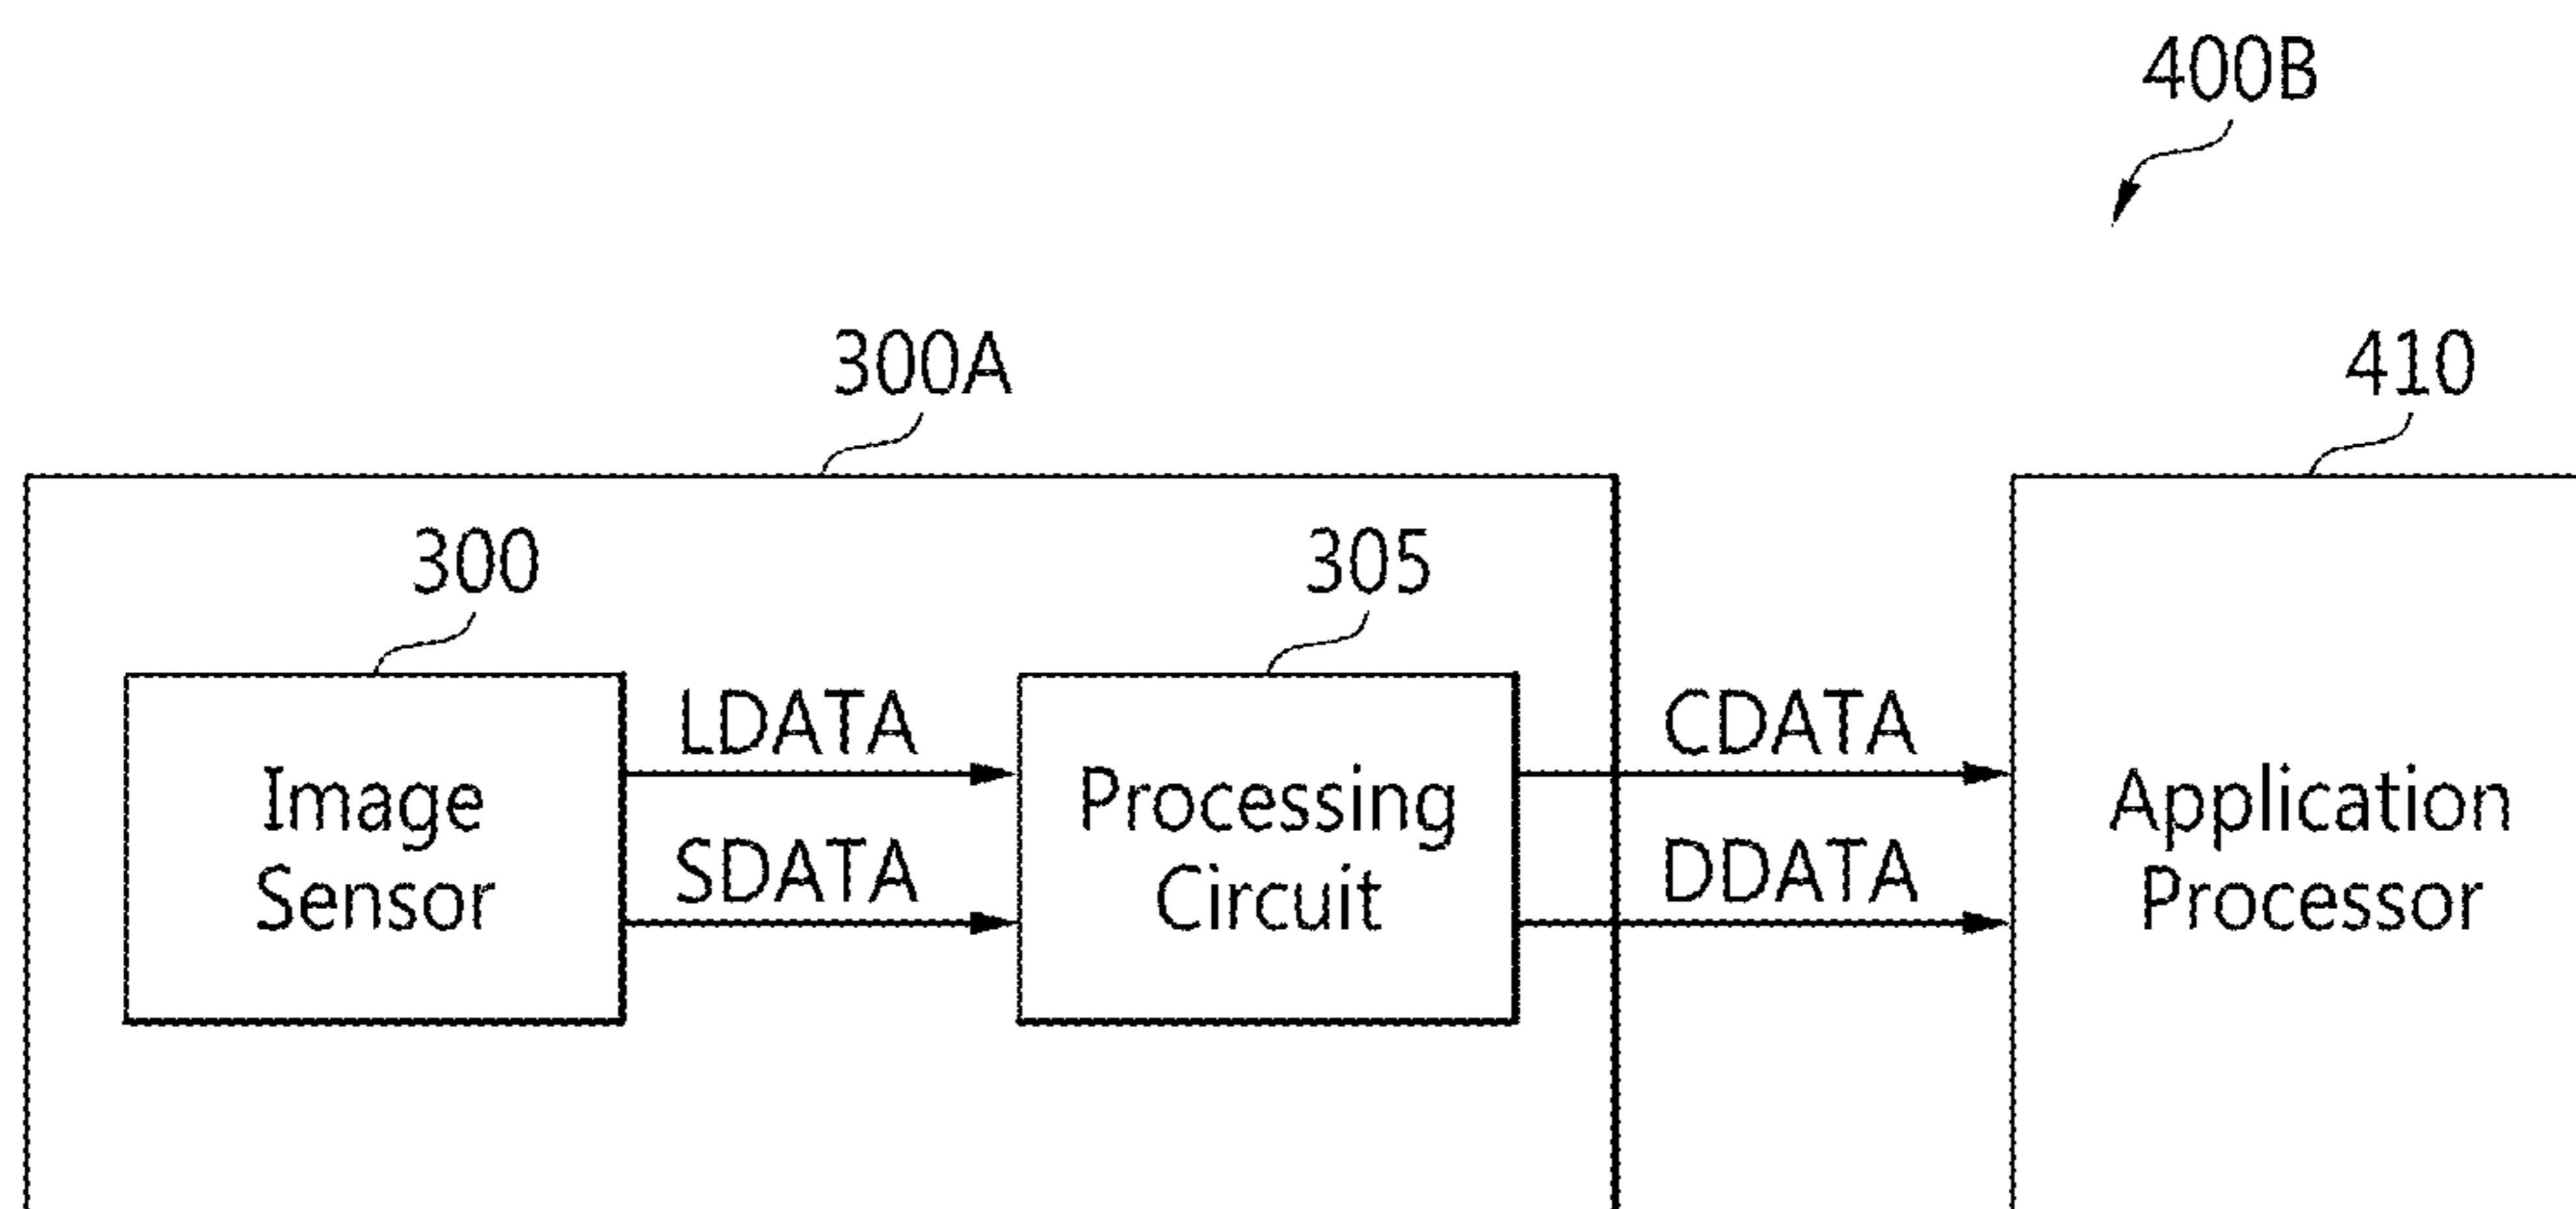 400B
300A
410
300
305
LDATA
CDATA
Image
Sensor
Processing
Circuit
Application
Processor
SDATA
DDATA